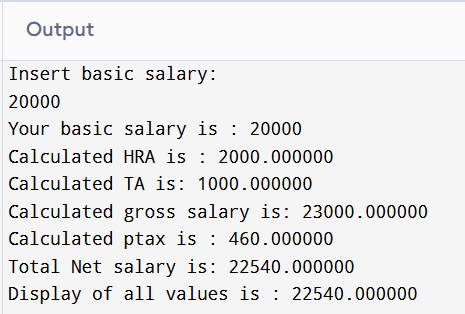 Output
Insert basic salary:
20000
Your basic salary is : 20000
Calculated HRA is : 2000.000000
Calculated TA is: 1000.000000
Calculated gross salary is: 23000.000000
Calculated ptax is : 460.000000
Total Net salary is: 22540.000000
Display of all values is : 22540.000000